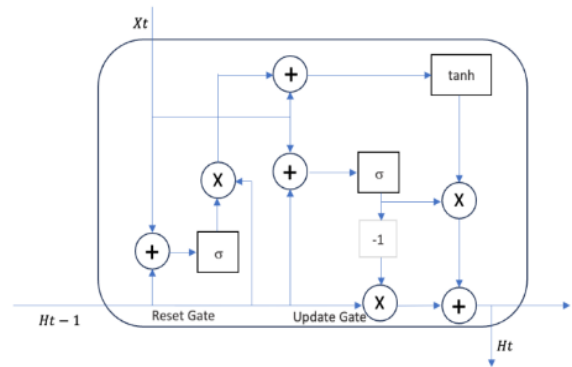 Xt
+
tanh
X
+
σ
X
+
σ
-1
Ht − 1
Reset Gate
Update Gate
X
+
Ht